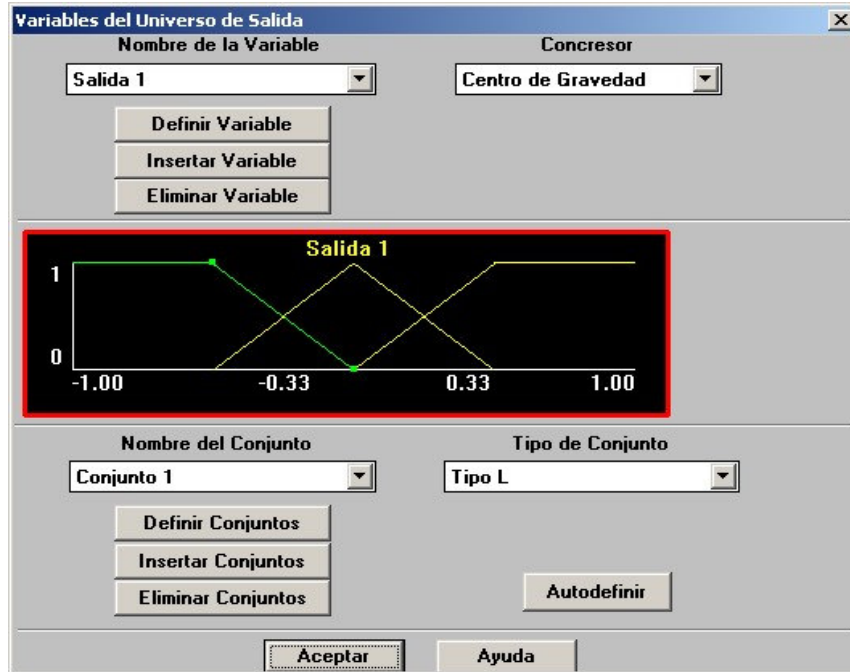 Variables del Universo de Salida
Nombre de la Variable
Concresor
Salida 1
Centro de Gravedad
Definir Variable
Insertar Variable
Eliminar Variable
Salida 1
1
0
-1.00 -0.33 0.33 1.00
Nombre del Conjunto
Tipo de Conjunto
Conjunto 1
Tipo L
Definir Conjuntos
Insertar Conjuntos
Eliminar Conjuntos
Autodefinir
Aceptar
Ayuda